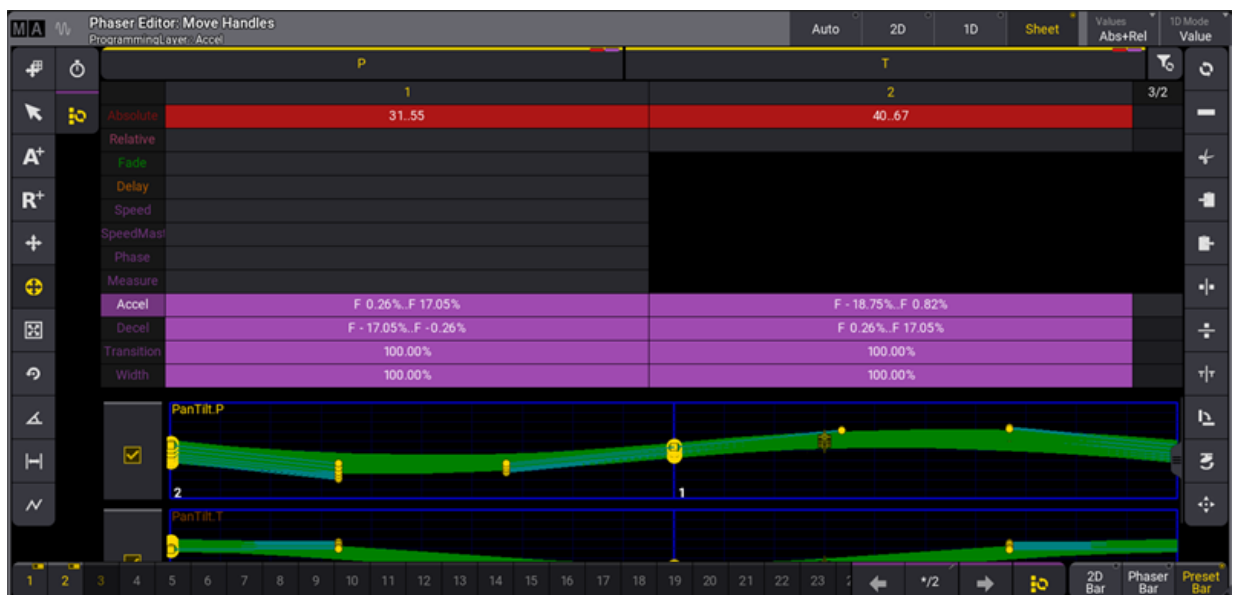 MA Phaser Editor: Move Handles
ProgrammingLayer: Accel
Auto 2D 1D Sheet Values Abs+Rel 1D Mode Value
P T
1 2 3/2
Absolute 31..55 40..67
Relative
A+
Fade
Delay
R+
Speed
SpeedMast
Phase
Measure
Accel F 0.26%..F 17.05% F -18.75%..F 0.82%
Decel F -17.05%..F -0.26% F 0.26%..F 17.05%
Transition 100.00% 100.00%
Width 100.00% 100.00%
T|T
PanTilt.P
2 1
PanTilt.T
1 2 3 4 5 6 7 8 9 10 11 12 13 14 15 16 17 18 19 20 21 22 23 */2 2D Bar Phaser Bar Preset Bar